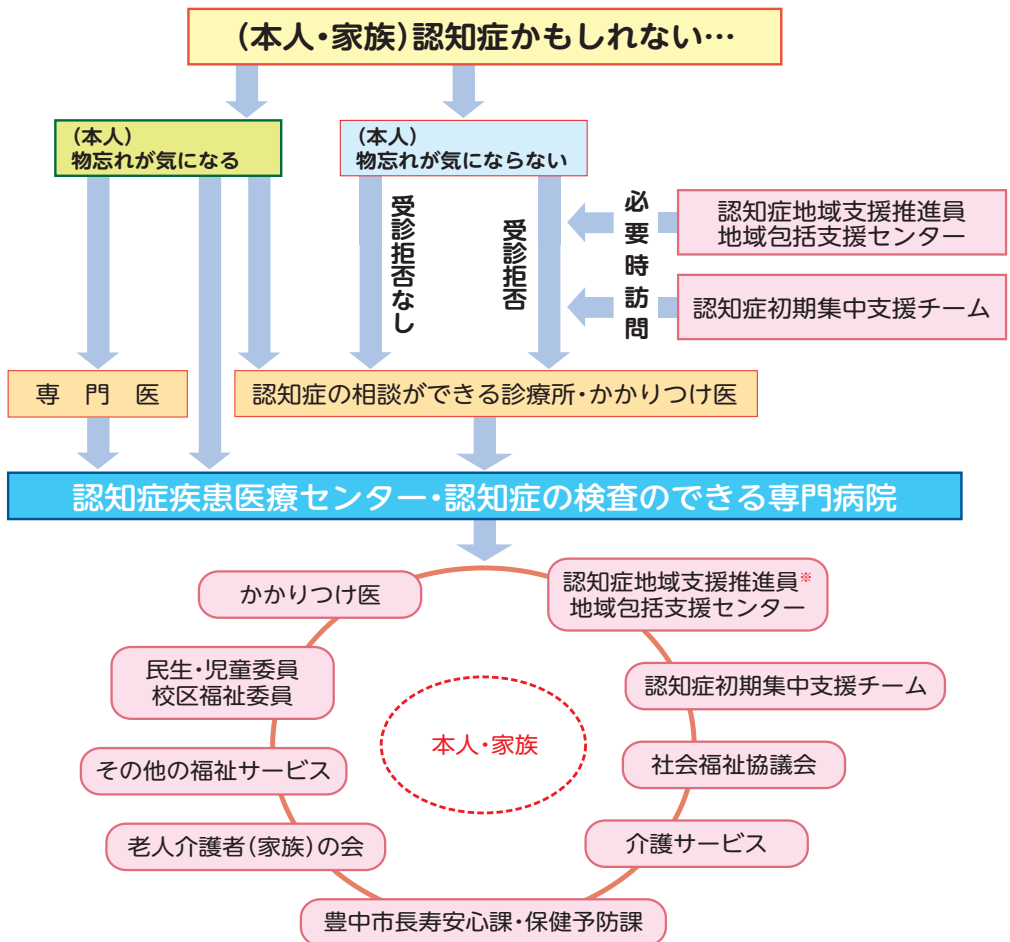 (本人・家族)認知症かもしれない…
(本人)
物忘れが気になる
(本人)
物忘れが気にならない
受診拒否なし
受診拒否
必要時訪問
認知症地域支援推進員
地域包括支援センター
認知症初期集中支援チーム
専門医
認知症の相談ができる診療所・かかりつけ医
認知症疾患医療センター・認知症の検査のできる専門病院
かかりつけ医
認知症地域支援推進員※
地域包括支援センター
民生・児童委員
校区福祉委員
認知症初期集中支援チーム
本人・家族
その他の福祉サービス
社会福祉協議会
老人介護者(家族)の会
介護サービス
豊中市長寿安心課・保健予防課